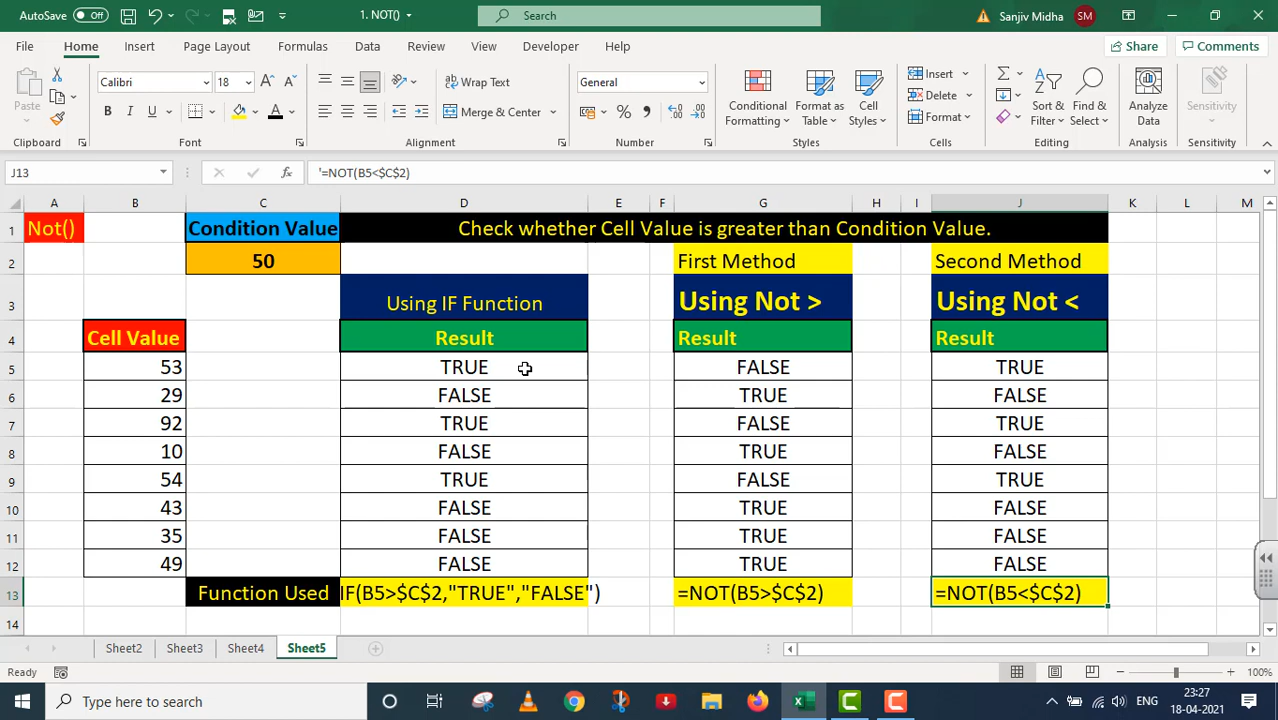 AutoSave Off 1. NOT() Search Sanjiv Midha SM
File Home Insert Page Layout Formulas Data Review View Developer Help Share Comments
Paste Calibri 18 A A Wrap Text General Conditional Formatting Format as Table Cell Styles Insert Delete Format Sort & Filter Find & Select Analyze Data Sensitivity
B I U A Merge & Center % ,
Clipboard Font Alignment Number Styles Cells Editing Analysis Sensitivity
J13 fx '=NOT(B5<$C$2)
A B C D E F G H I J K L M
1 Not() Condition Value Check whether Cell Value is greater than Condition Value.
2 50 First Method Second Method
3 Using IF Function Using Not > Using Not <
4 Cell Value Result Result Result
5 53 TRUE FALSE TRUE
6 29 FALSE TRUE FALSE
7 92 TRUE FALSE TRUE
8 10 FALSE TRUE FALSE
9 54 TRUE FALSE TRUE
10 43 FALSE TRUE FALSE
11 35 FALSE TRUE FALSE
12 49 FALSE TRUE FALSE
13 Function Used IF(B5>$C$2,"TRUE","FALSE") =NOT(B5>$C$2) =NOT(B5<$C$2)
14
Sheet2 Sheet3 Sheet4 Sheet5
Ready 100%
Type here to search ENG 23:27
18-04-2021